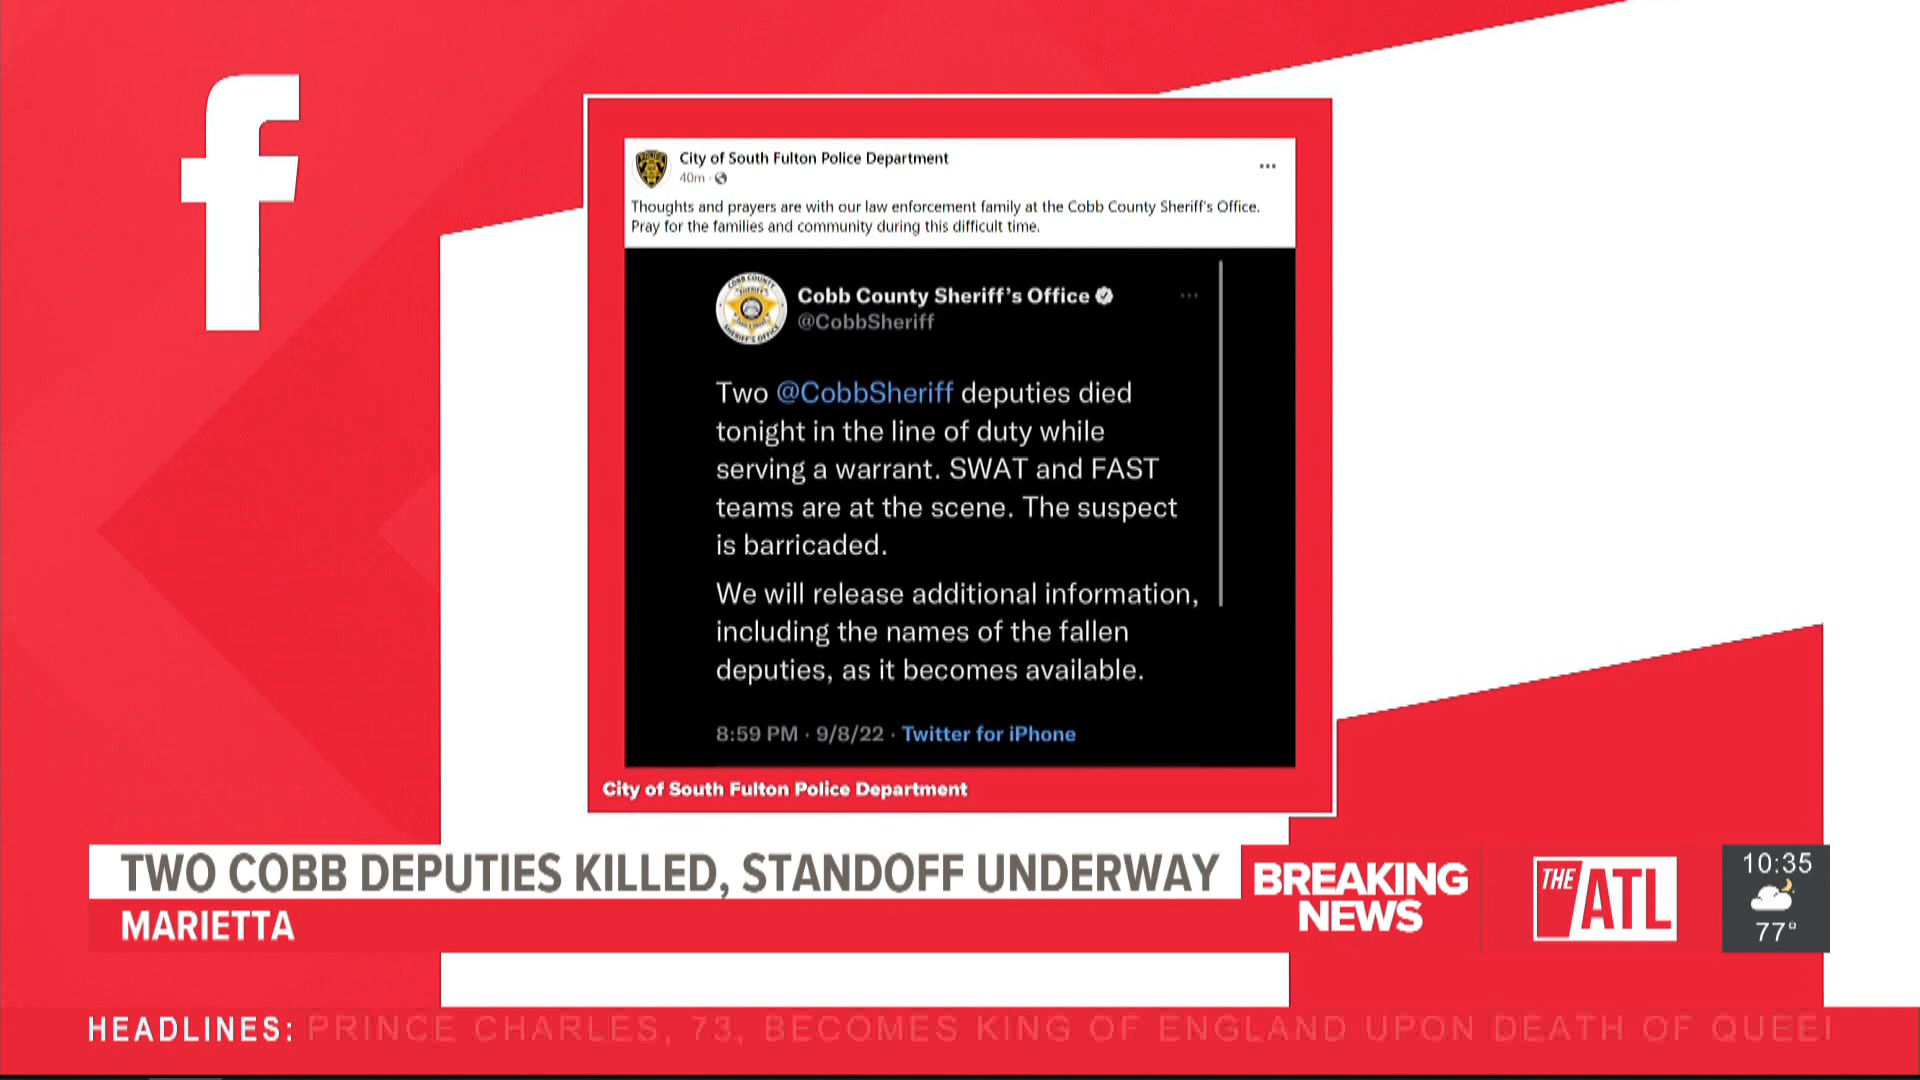 City of South Fulton Police Department
40m ·
Thoughts and prayers are with our law enforcement family at the Cobb County Sheriff's Office.
Pray for the families and community during this difficult time.
Cobb County Sheriff's Office
@CobbSheriff
Two @CobbSheriff deputies died
tonight in the line of duty while
serving a warrant. SWAT and FAST
teams are at the scene. The suspect
is barricaded.
We will release additional information,
including the names of the fallen
deputies, as it becomes available.
8:59 PM · 9/8/22 · Twitter for iPhone
City of South Fulton Police Department
TWO COBB DEPUTIES KILLED, STANDOFF UNDERWAY
MARIETTA
BREAKING
NEWS
THE ATL
10:35
77°
HEADLINES: PRINCE CHARLES, 73, BECOMES KING OF ENGLAND UPON DEATH OF QUEE